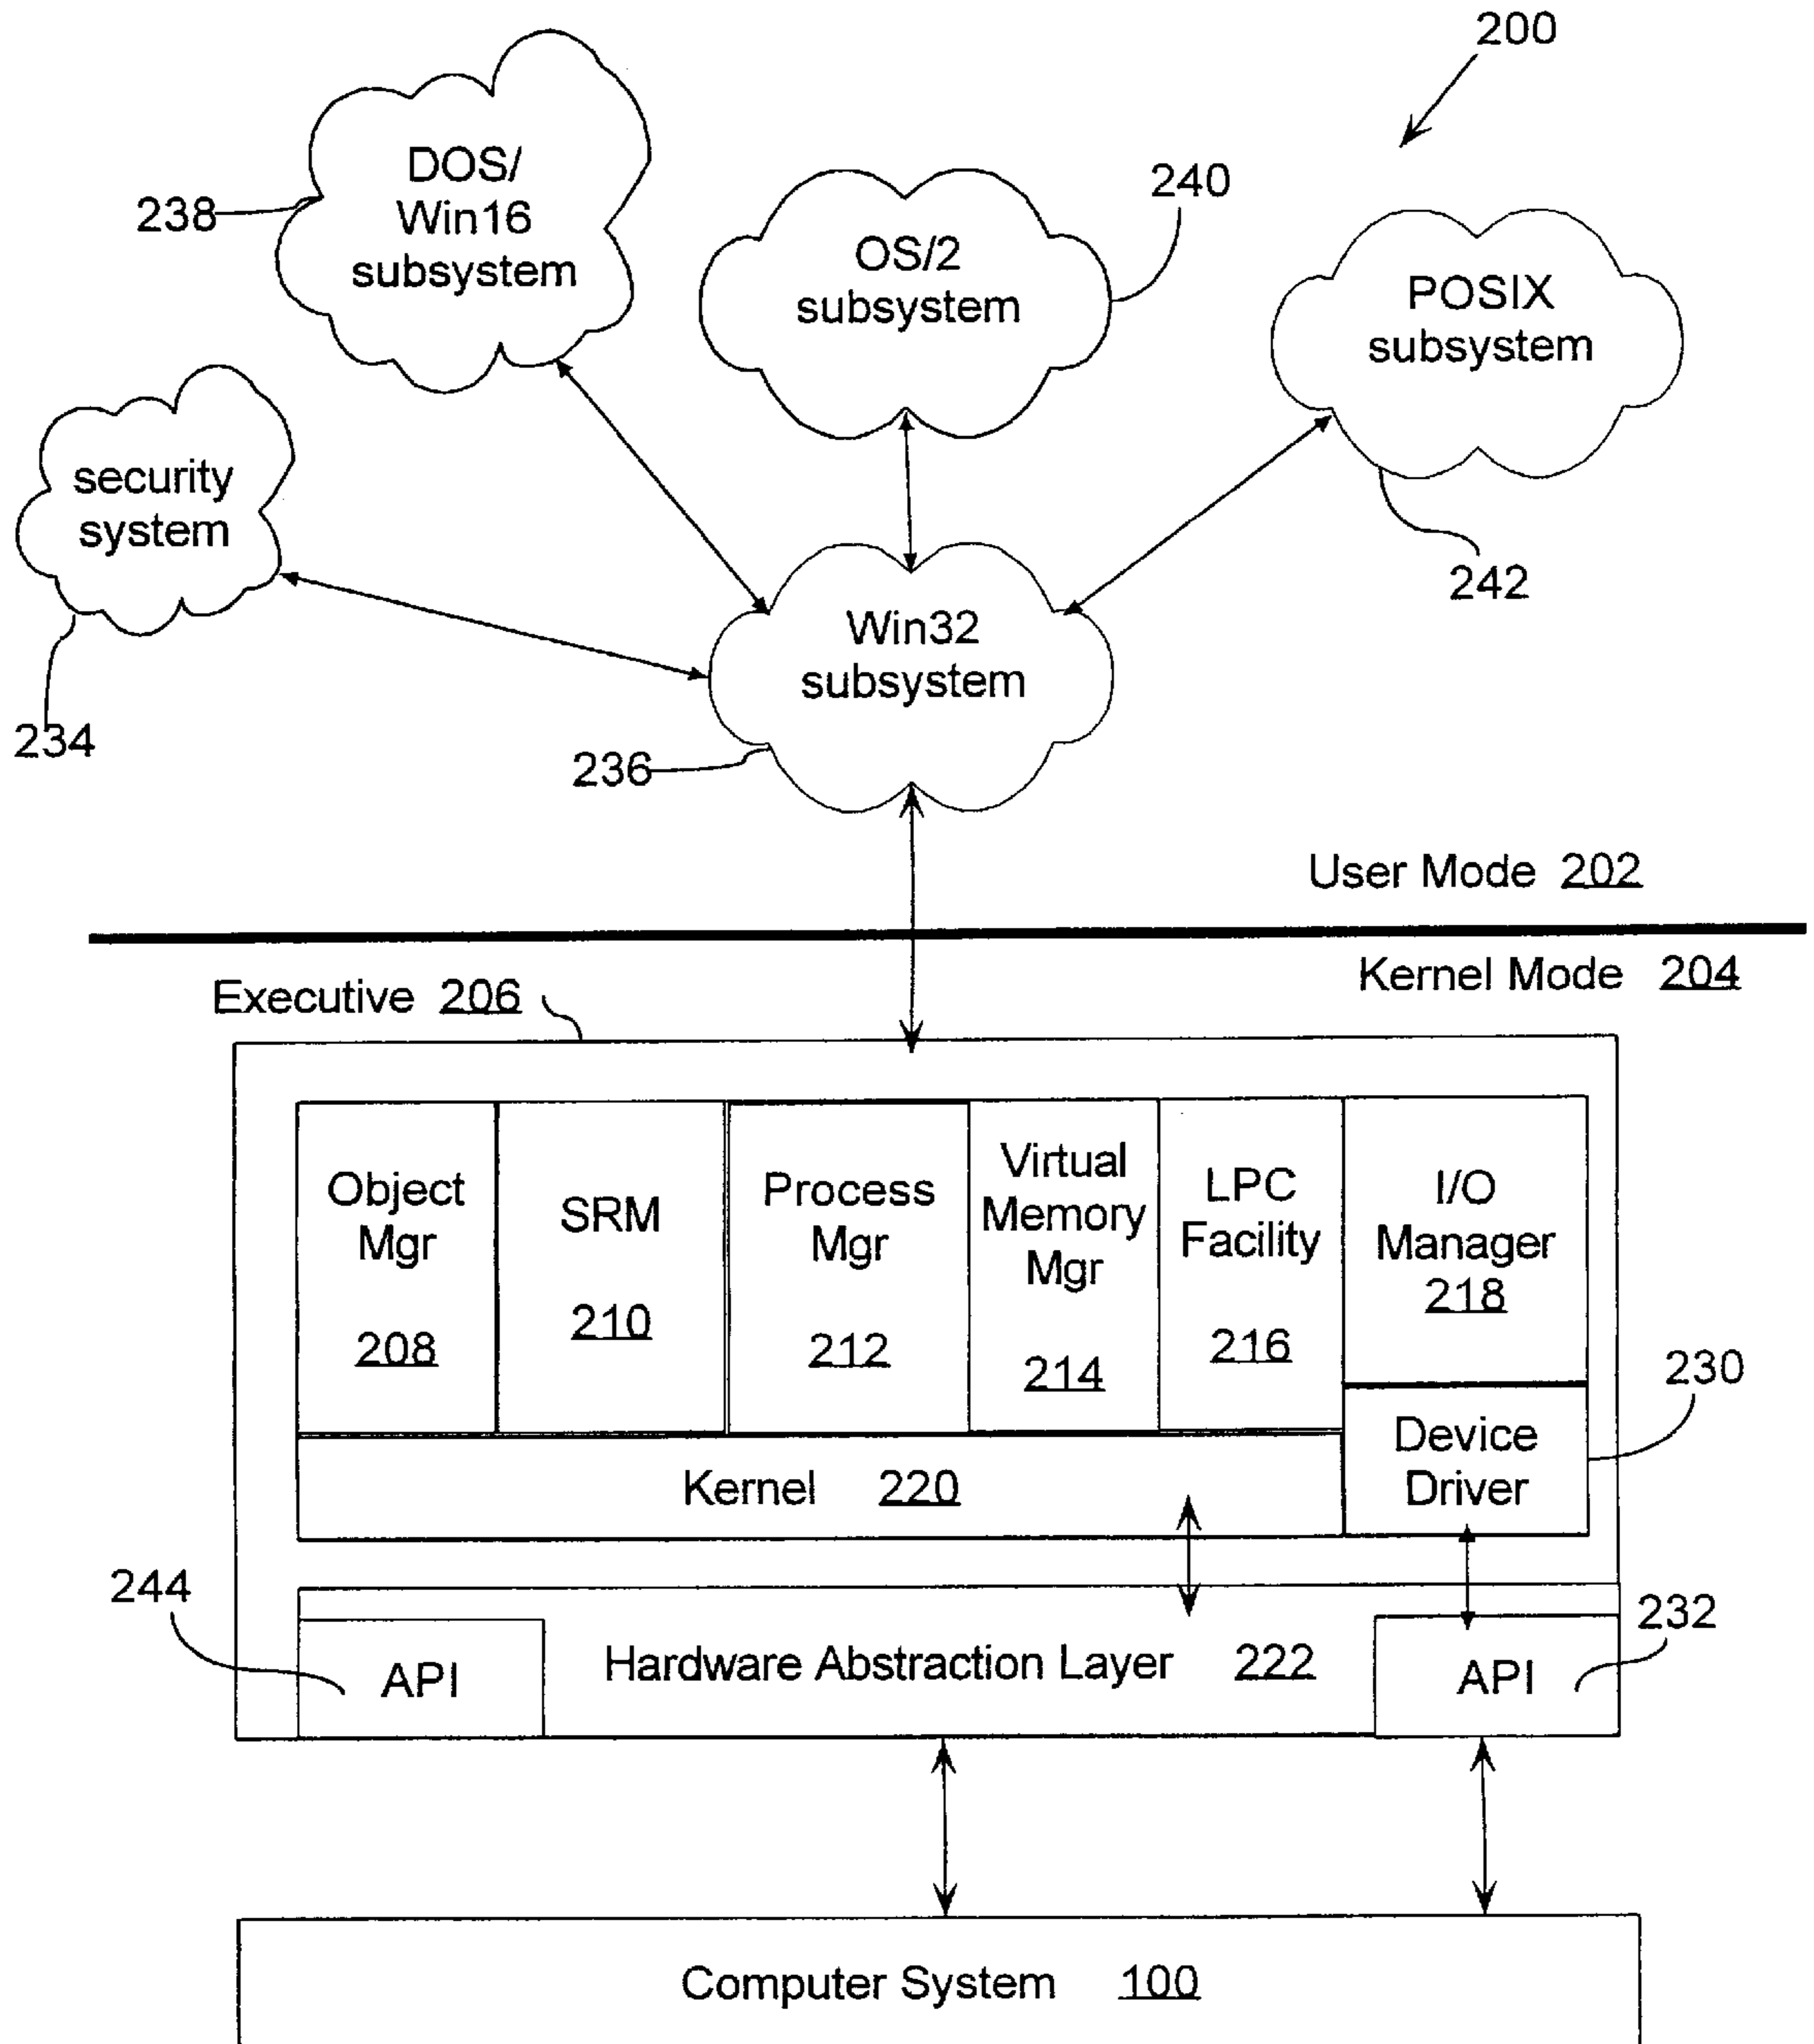 200
DOS/
Win16
subsystem
238
OS/2
subsystem
240
POSIX
subsystem
242
security
system
234
Win32
subsystem
236
User Mode 202
Kernel Mode 204
Executive 206
Object
Mgr
208
SRM
210
Process
Mgr
212
Virtual
Memory
Mgr
214
LPC
Facility
216
I/O
Manager
218
230
Device
Driver
Kernel 220
244
API
Hardware Abstraction Layer 222
232
API
Computer System 100